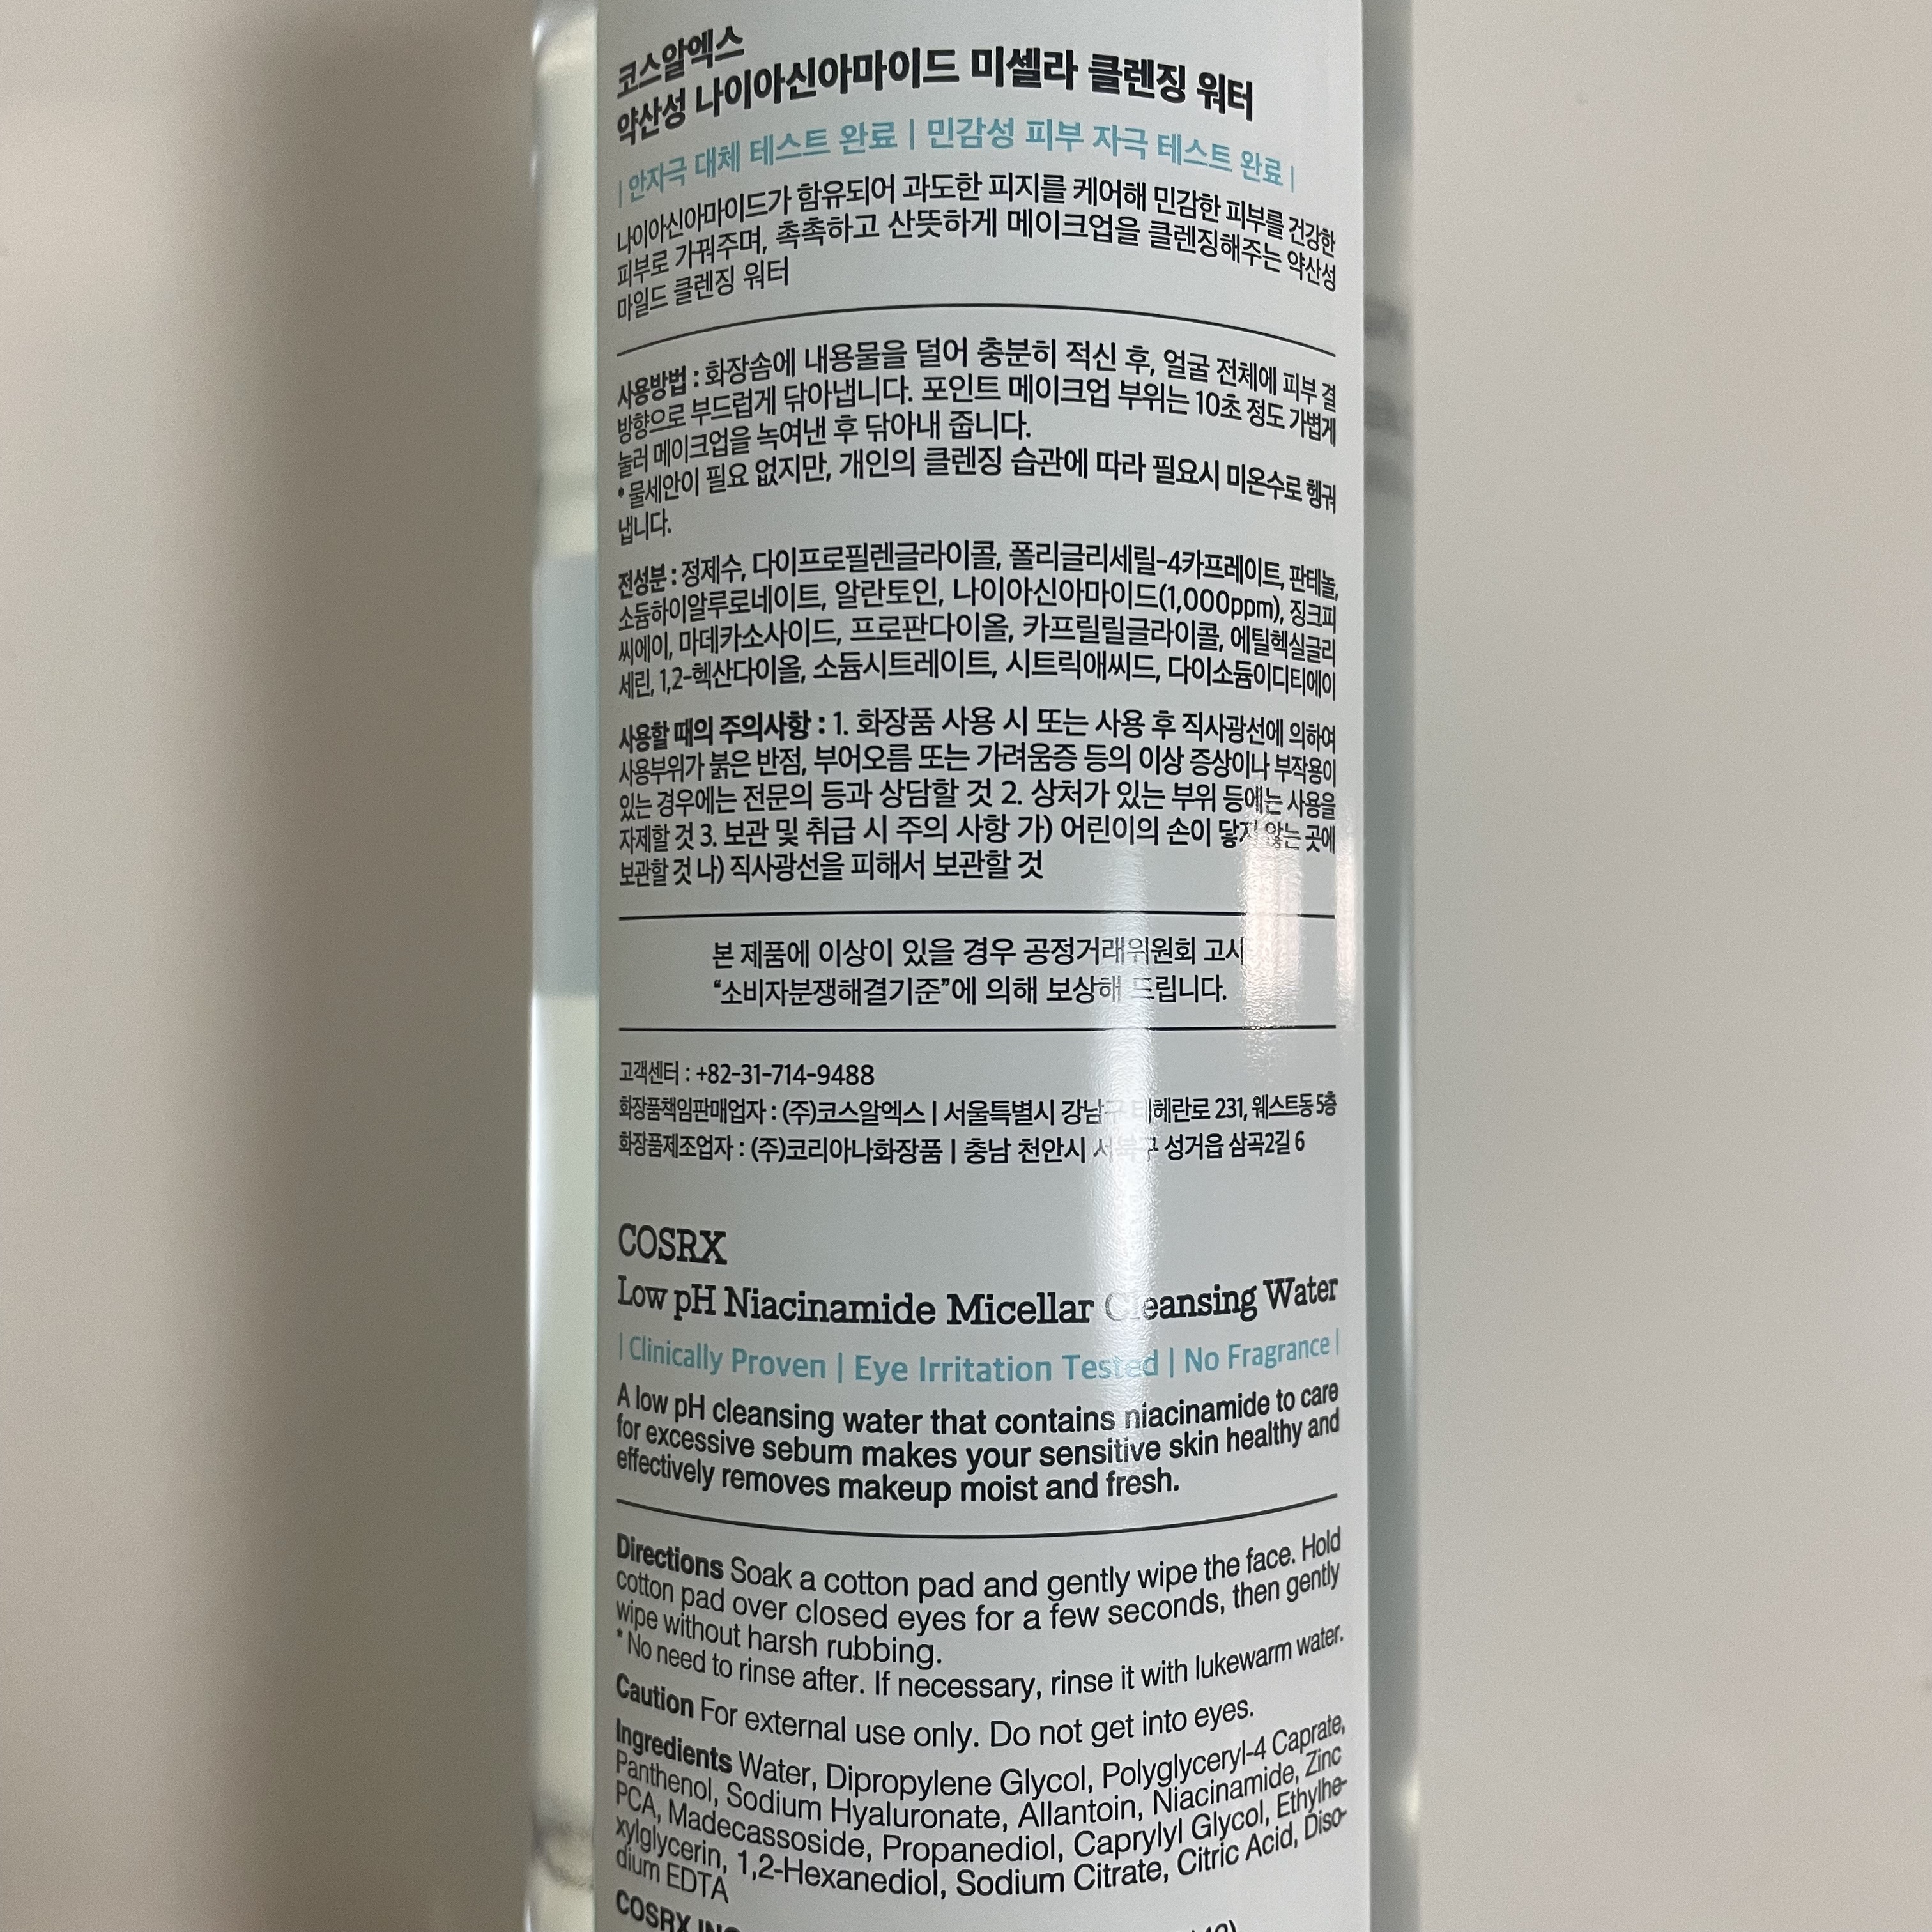 코스알엑스
약산성 나이아신아마이드 미셀라 클렌징 워터
| 안자극 대체 테스트 완료 | 민감성 피부 자극 테스트 완료 |
나이아신아마이드가 함유되어 과도한 피지를 케어해 민감한 피부를 건강한
피부로 가꿔주며, 촉촉하고 산뜻하게 메이크업을 클렌징해주는 약산성
마일드 클렌징 워터
사용방법 : 화장솜에 내용물을 덜어 충분히 적신 후, 얼굴 전체에 피부 결
방향으로 부드럽게 닦아냅니다. 포인트 메이크업 부위는 10초 정도 가볍게
눌러 메이크업을 녹여낸 후 닦아내 줍니다.
* 물세안이 필요 없지만, 개인의 클렌징 습관에 따라 필요시 미온수로 헹궈
냅니다.
전성분 : 정제수, 다이프로필렌글라이콜, 폴리글리세릴-4카프레이트, 판테놀,
소듐하이알루로네이트, 알란토인, 나이아신아마이드(1,000ppm), 징크피
씨에이, 마데카소사이드, 프로판다이올, 카프릴릴글라이콜, 에틸헥실글리
세린, 1,2-헥산다이올, 소듐시트레이트, 시트릭애씨드, 다이소듐이디티에이
사용할 때의 주의사항 : 1. 화장품 사용 시 또는 사용 후 직사광선에 의하여
사용부위가 붉은 반점, 부어오름 또는 가려움증 등의 이상 증상이나 부작용이
있는 경우에는 전문의 등과 상담할 것 2. 상처가 있는 부위 등에는 사용을
자제할 것 3. 보관 및 취급 시 주의 사항 가) 어린이의 손이 닿지 않는 곳에
보관할 것 나) 직사광선을 피해서 보관할 것
본 제품에 이상이 있을 경우 공정거래위원회 고시
“소비자분쟁해결기준”에 의해 보상해 드립니다.
고객센터 : +82-31-714-9488
화장품책임판매업자 : (주)코스알엑스 | 서울특별시 강남구 테헤란로 231, 웨스트동 5층
화장품제조업자 : (주)코리아나화장품 | 충남 천안시 서북구 성거읍 삼곡2길 6
COSRX
Low pH Niacinamide Micellar Cleansing Water
| Clinically Proven | Eye Irritation Tested | No Fragrance |
A low pH cleansing water that contains niacinamide to care
for excessive sebum makes your sensitive skin healthy and
effectively removes makeup moist and fresh.
Directions Soak a cotton pad and gently wipe the face. Hold
cotton pad over closed eyes for a few seconds, then gently
wipe without harsh rubbing.
* No need to rinse after. If necessary, rinse it with lukewarm water.
Caution For external use only. Do not get into eyes.
Ingredients Water, Dipropylene Glycol, Polyglyceryl-4 Caprate,
Panthenol, Sodium Hyaluronate, Allantoin, Niacinamide, Zinc
PCA, Madecassoside, Propanediol, Caprylyl Glycol, Ethylhe-
xylglycerin, 1,2-Hexanediol, Sodium Citrate, Citric Acid, Diso-
dium EDTA
COSRX